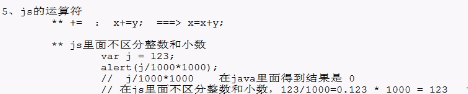 5、js的运算符
** += : x+=y; ===> x=x+y;
** js里面不区分整数和小数
var j = 123;
alert(j/1000*1000);
// j/1000*1000 在java里面得到结果是 0
// 在js里面不区分整数和小数，123/1000=0.123 * 1000 = 123